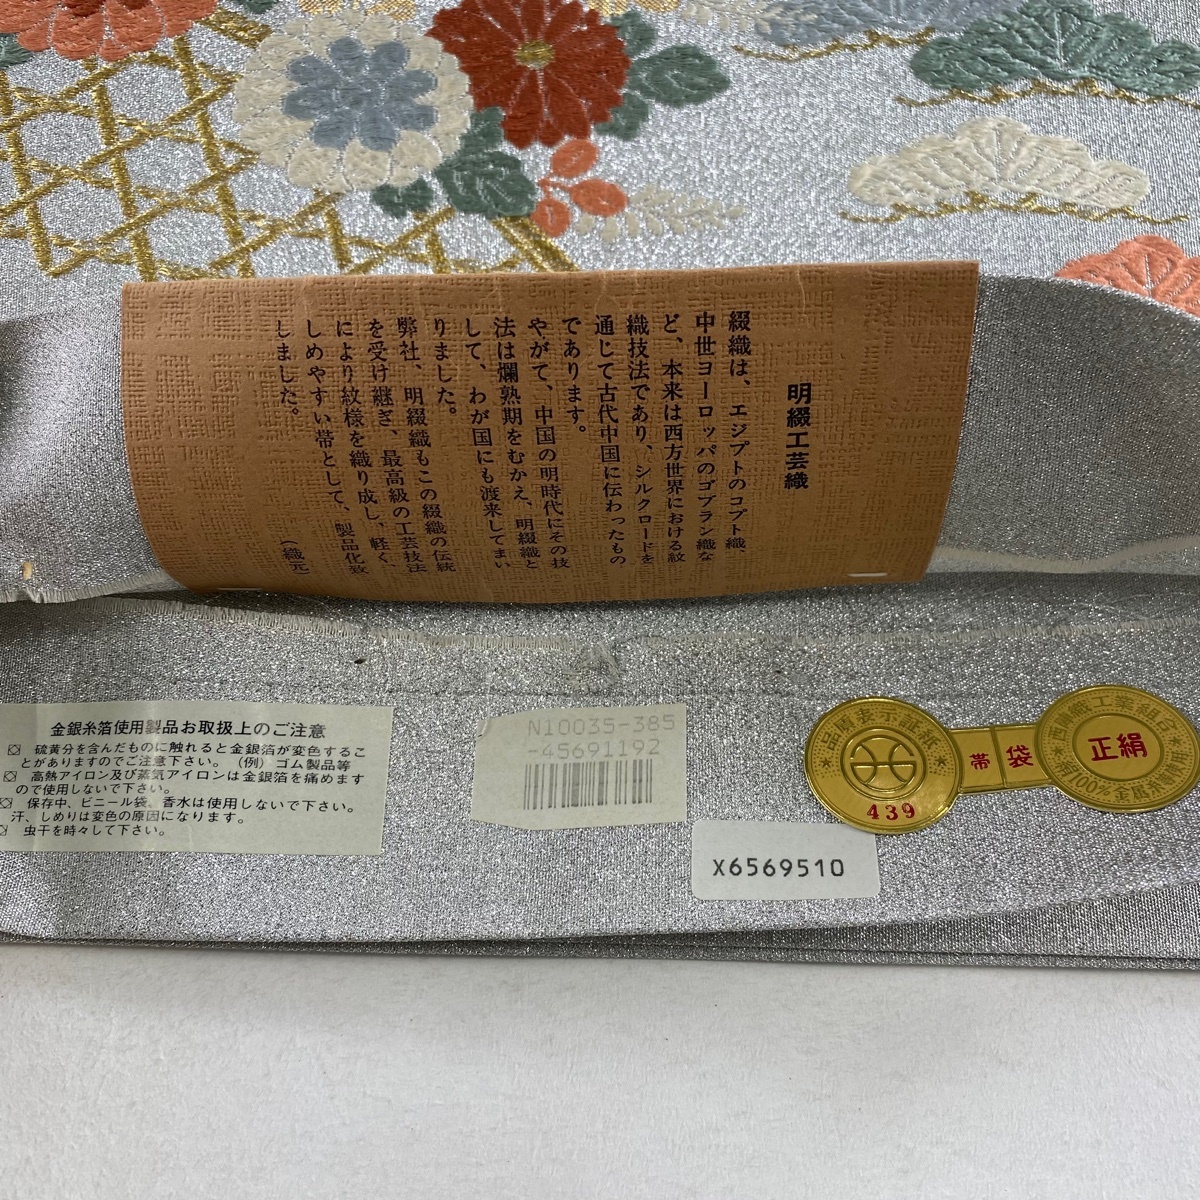 明綴工芸織
綴織は、エジプトのコプト織、
中世ヨーロッパのゴブラン織な
ど、本来は西方世界における紋
織技法であり、シルクロードを
通じて古代中国に伝わったもの
であります。
やがて、中国の明時代にその技
法は爛熟期をむかえ、明綴織と
して、わが国にも渡来してまい
りました。
弊社、明綴織もこの綴織の伝統
を受け継ぎ、最高級の工芸技法
により紋様を織り成し、軽く、
しめやすい帯として、製品化致
しました。
(織元
金銀糸箔使用製品お取扱上のご注意
硫黄分を含んだものに触れると金銀箔が変色するこ
とがありますのでご注意下さい。(例)ゴム製品等
高熱アイロン及び蒸気アイロンは金銀箔を痛めます
ので使用しないで下さい。
保存中、ビニール袋、香水は使用しないで下さい。
汗、しめりは変色の原因になります。
虫干を時々して下さい。
N10035-385
-45691192
X6569510
品質表示証紙
439
帯 袋
西陣織工業組合
正絹
絹100%金属糸使用